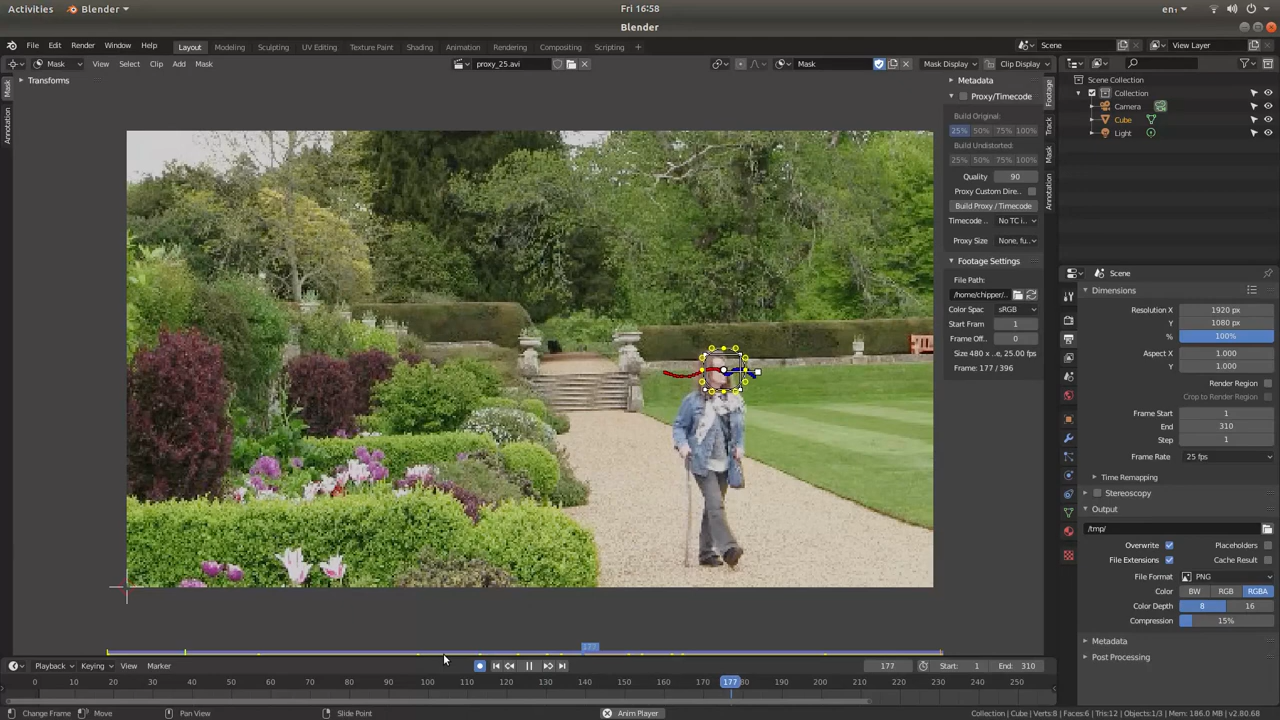 Activities Blender Fri 16:58 en₁
Blender
File Edit Render Window Help Layout Modeling Sculpting UV Editing Texture Paint Shading Animation Rendering Compositing Scripting + Scene View Layer
Mask View Select Clip Add Mask proxy_25.avi Mask Mask Display Clip Display
Transforms
Mask
Annotation
Metadata
Proxy/Timecode
Build Original:
25% 50% 75% 100%
Build Undistorted:
25% 50% 75% 100%
Quality 90
Proxy Custom Dire..
Build Proxy / Timecode
Timecode .. No TC i..
Proxy Size None, fu..
Footage Settings
File Path:
/home/chipper/..
Color Spac sRGB
Start Fram 1
Frame Off.. 0
Size 480 x ..e, 25.00 fps
Frame: 177 / 396
Footage
Track
Mask
Annotation
Scene Collection
Collection
Camera
Cube
Light
Scene
Dimensions
Resolution X 1920 px
Y 1080 px
% 100%
Aspect X 1.000
Y 1.000
Render Region
Crop to Render Region
Frame Start 1
End 310
Step 1
Frame Rate 25 fps
Time Remapping
Stereoscopy
Output
/tmp/
Overwrite Placeholders
File Extensions Cache Result
File Format PNG
Color BW RGB RGBA
Color Depth 8 16
Compression 15%
Metadata
Post Processing
177
Playback Keying View Marker 177 Start: 1 End: 310
0 10 20 30 40 50 60 70 80 90 100 110 120 130 140 150 160 170 177 80 190 200 210 220 230 240 250
Change Frame Move Pan View Slide Point Anim Player Collection | Cube | Verts:8 | Faces:6 | Tris:12 | Objects:1/3 | Mem: 186.0 MB | v2.80.68